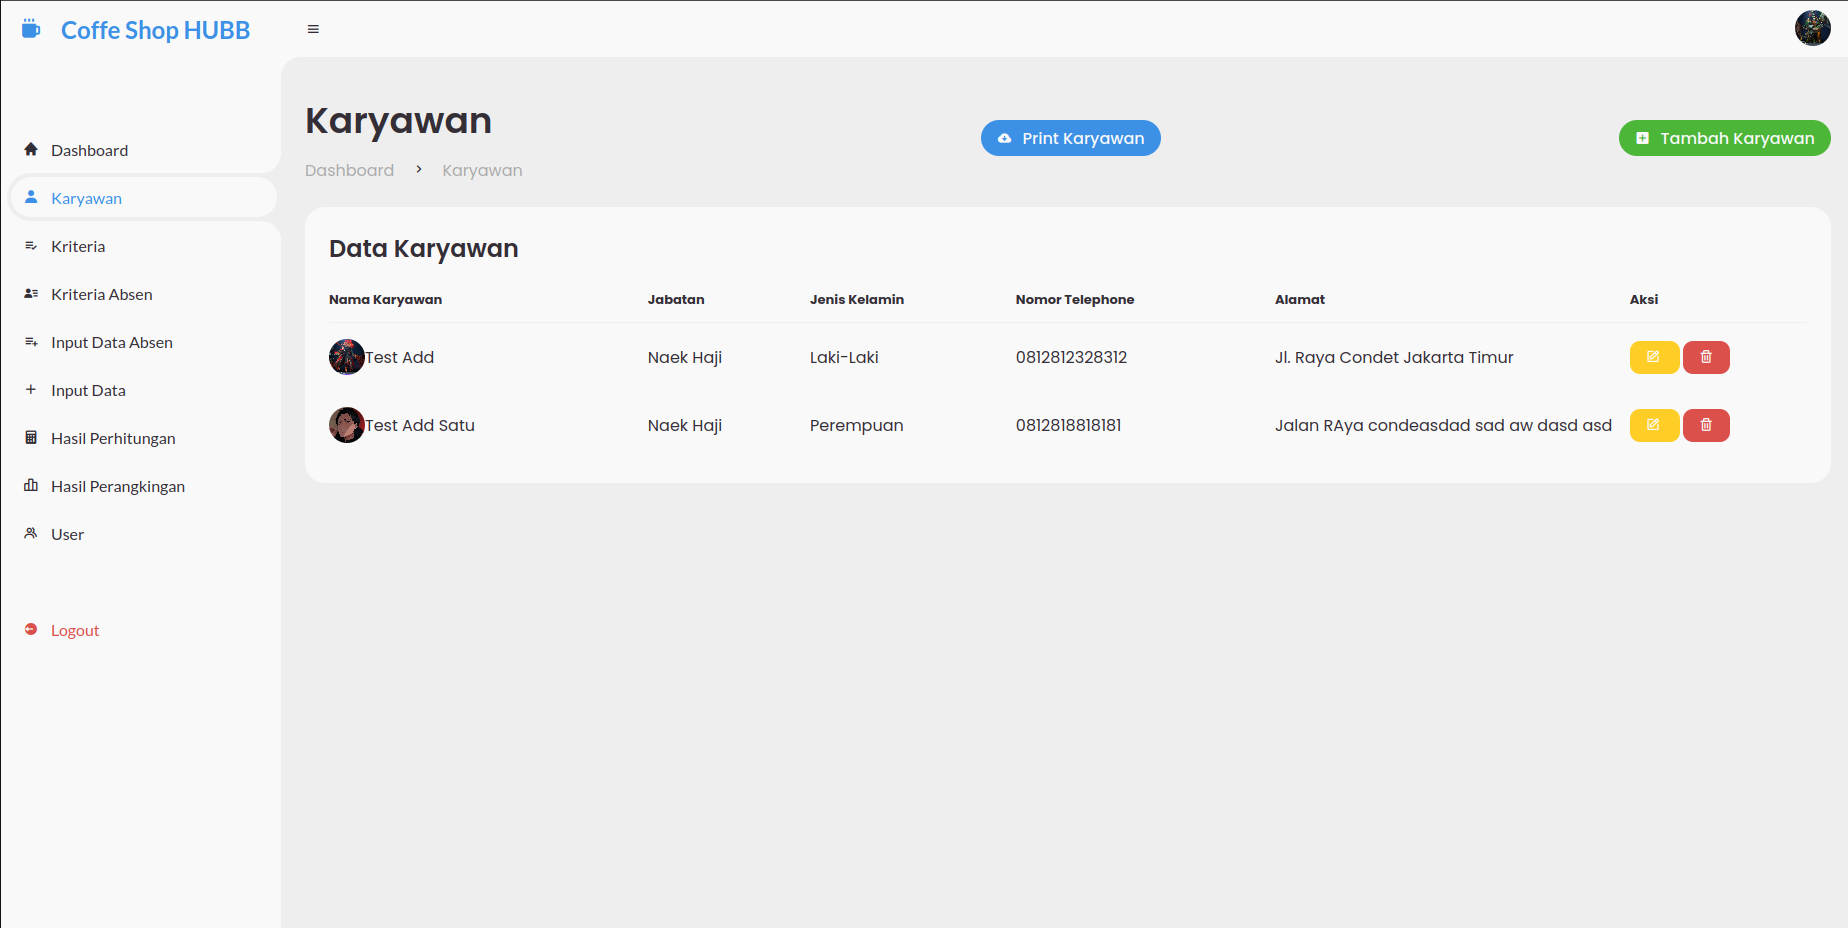 Coffe Shop HUBB
Dashboard
Karyawan
Kriteria
Kriteria Absen
Input Data Absen
Input Data
Hasil Perhitungan
Hasil Perangkingan
User
Logout
Karyawan
Dashboard > Karyawan
Print Karyawan
Tambah Karyawan
Data Karyawan
Nama Karyawan Jabatan Jenis Kelamin Nomor Telephone Alamat Aksi
Test Add Naek Haji Laki-Laki 0812812328312 Jl. Raya Condet Jakarta Timur
Test Add Satu Naek Haji Perempuan 0812818818181 Jalan RAya condeasdad sad aw dasd asd